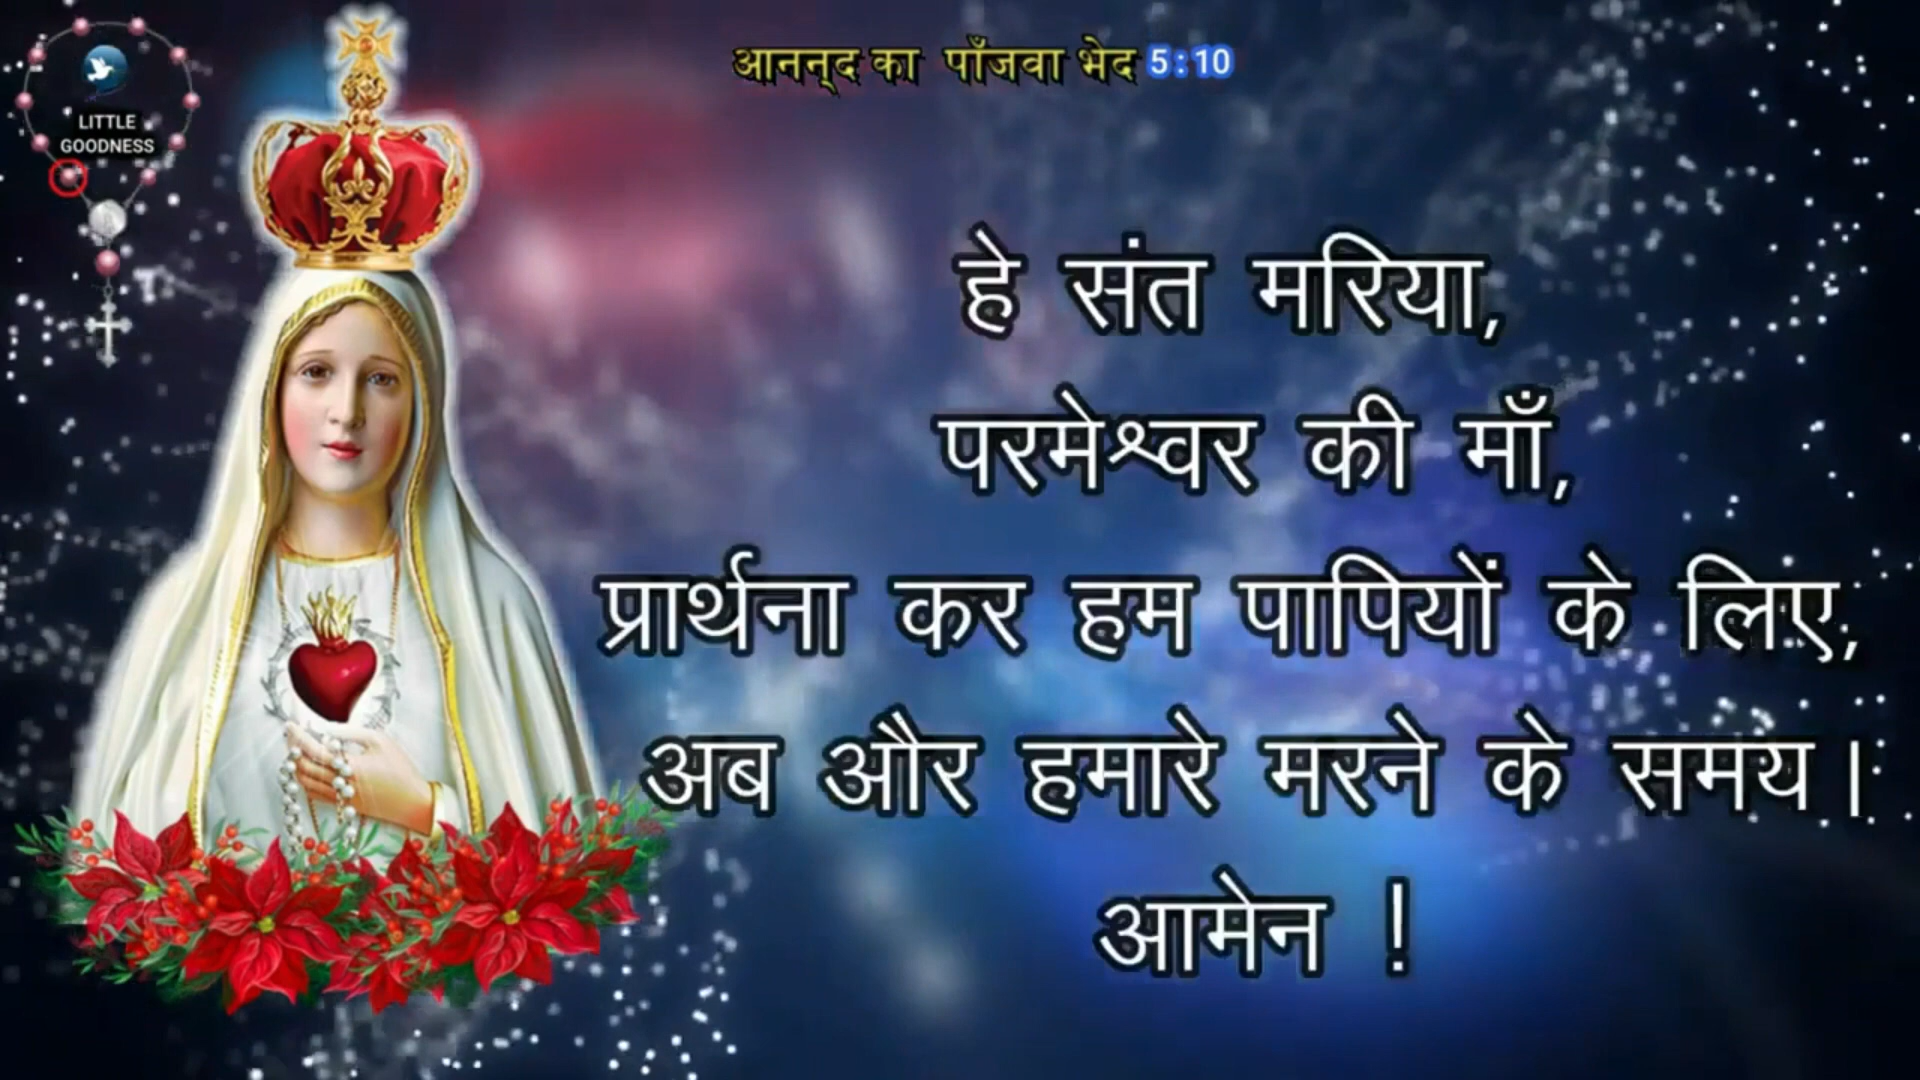 LITTLE
GOODNESS
आनन्द का पाँजवा भेद 5:10
हे संत मरिया,
परमेश्वर की माँ,
प्रार्थना कर हम पापियों के लिए,
अब और हमारे मरने के समय।
आमेन !